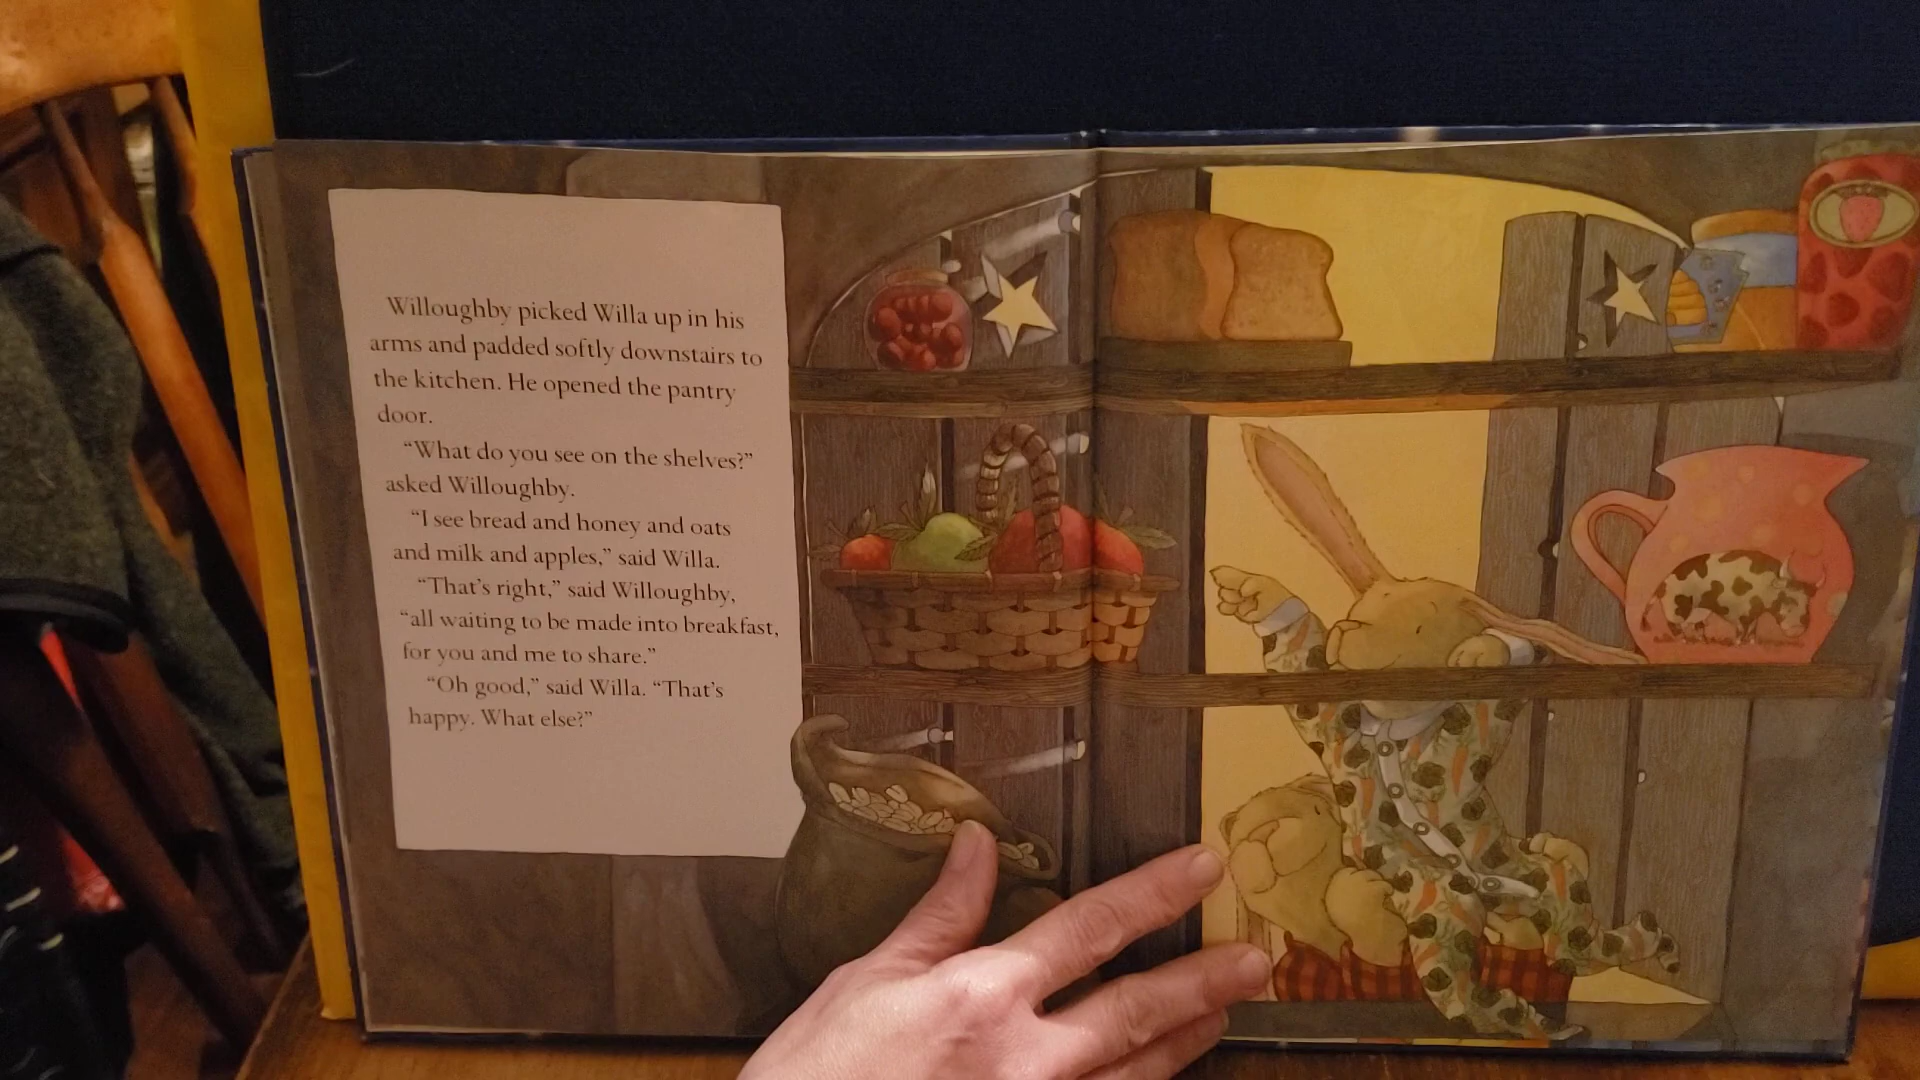 Willoughby picked Willa up in his
arms and padded softly downstairs to
the kitchen. He opened the pantry
door.
“What do you see on the shelves?”
asked Willoughby.
“I see bread and honey and oats
and milk and apples,” said Willa.
“That’s right,” said Willoughby,
“all waiting to be made into breakfast,
for you and me to share.”
“Oh good,” said Willa. “That’s
happy. What else?”